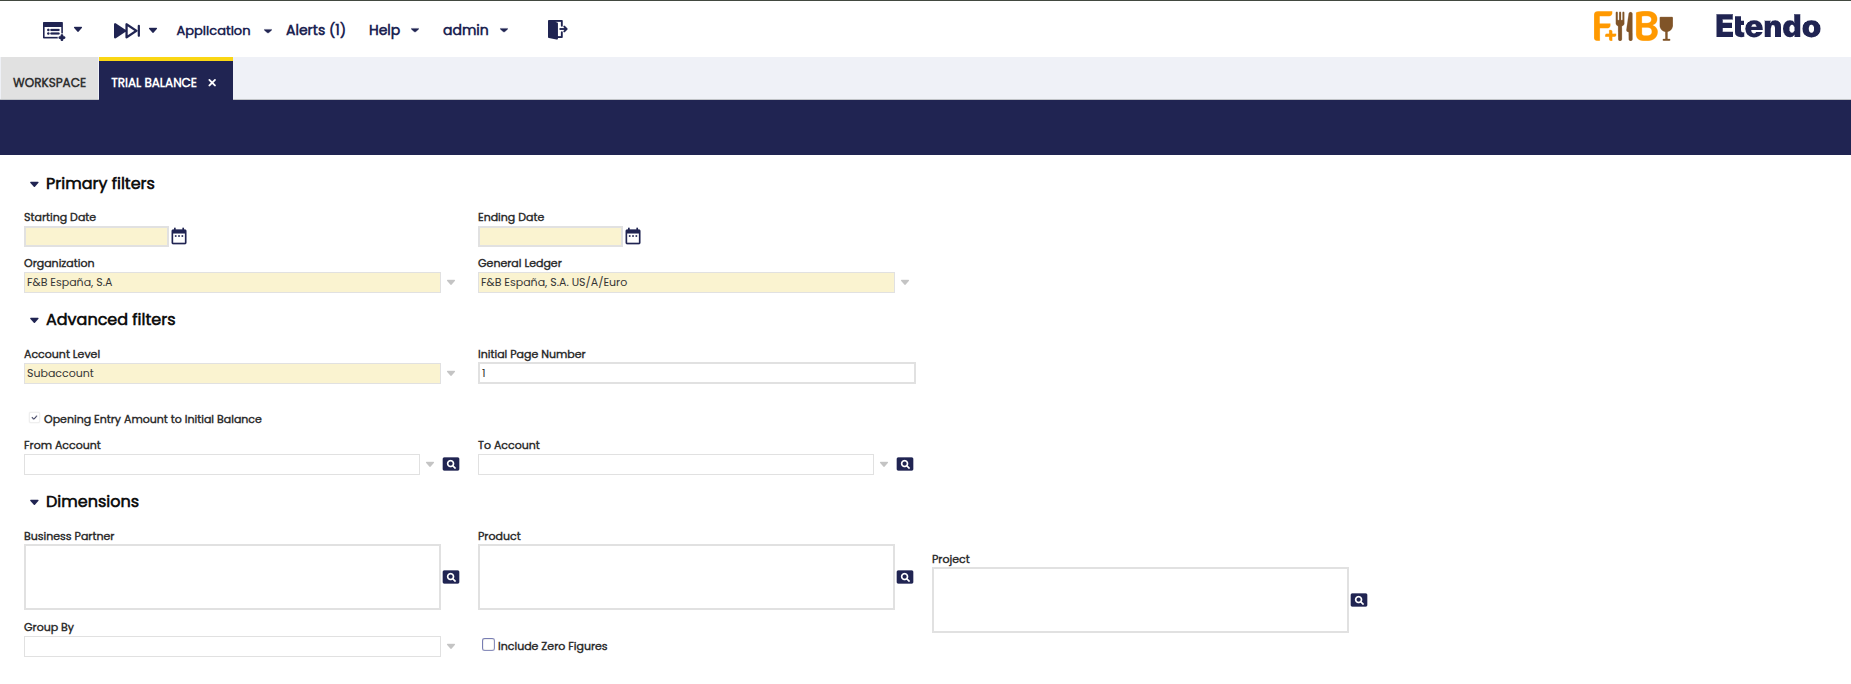 Application
Alerts (1)
Help
admin
F+B
Etendo
WORKSPACE
TRIAL BALANCE
Primary filters
Starting Date
Ending Date
Organization
General Ledger
F&B España, S.A
F&B España, S.A. US/A/Euro
Advanced filters
Account Level
Initial Page Number
Subaccount
1
Opening Entry Amount to Initial Balance
From Account
To Account
Dimensions
Business Partner
Product
Project
Group By
Include Zero Figures